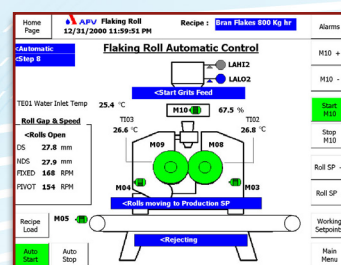 Home
Page
APV Flaking Roll
12/31/2000 11:59:51 PM
Recipe :
Bran Flakes 800 Kg hr
Alarms
<Automatic
<Step 8
Flaking Roll Automatic Control
LAHI2
LALO2
M10 +
M10 -
<Start Grits Feed
TE01 Water Inlet Temp
25.4 °C
M10
67.5 %
Start
M10
Stop
M10
Roll Gap & Speed
<Rolls Open
DS 27.8 mm
NDS 27.9 mm
FIXED 168 RPM
PIVOT 154 RPM
TI03
26.6 °C
TI02
26.8 °C
M09
M08
M04
M03
Roll SP
Roll SP
<Rolls moving to Production SP
Recipe
Load
M05
Working
Setpoint
<Rejecting
Auto
Start
Auto
Stop
Main
Menu